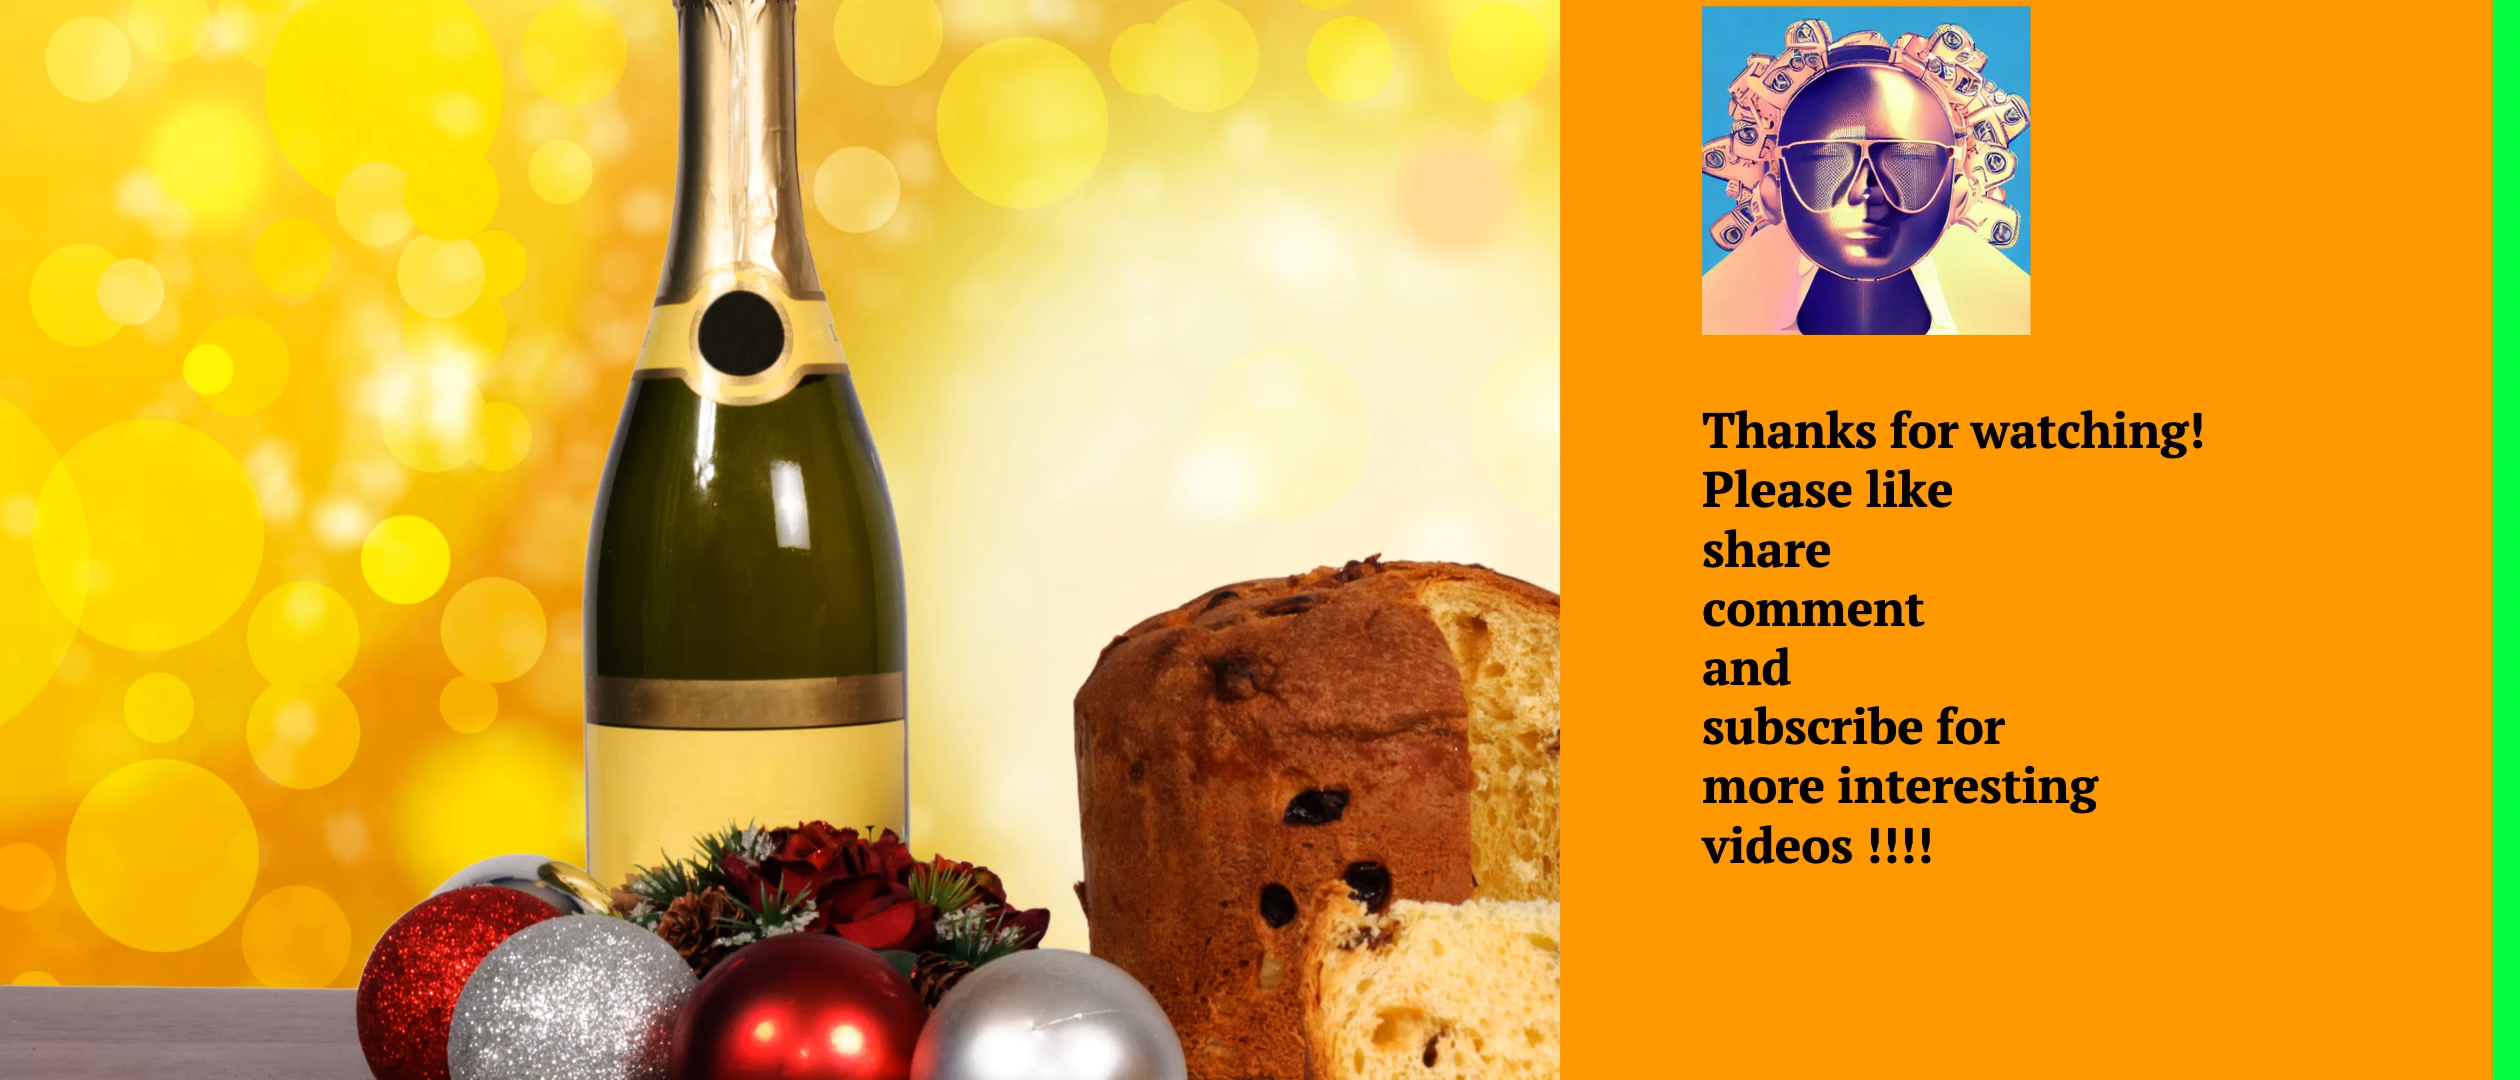 Thanks for watching!
Please like
share
comment
and
subscribe for
more interesting
videos !!!!